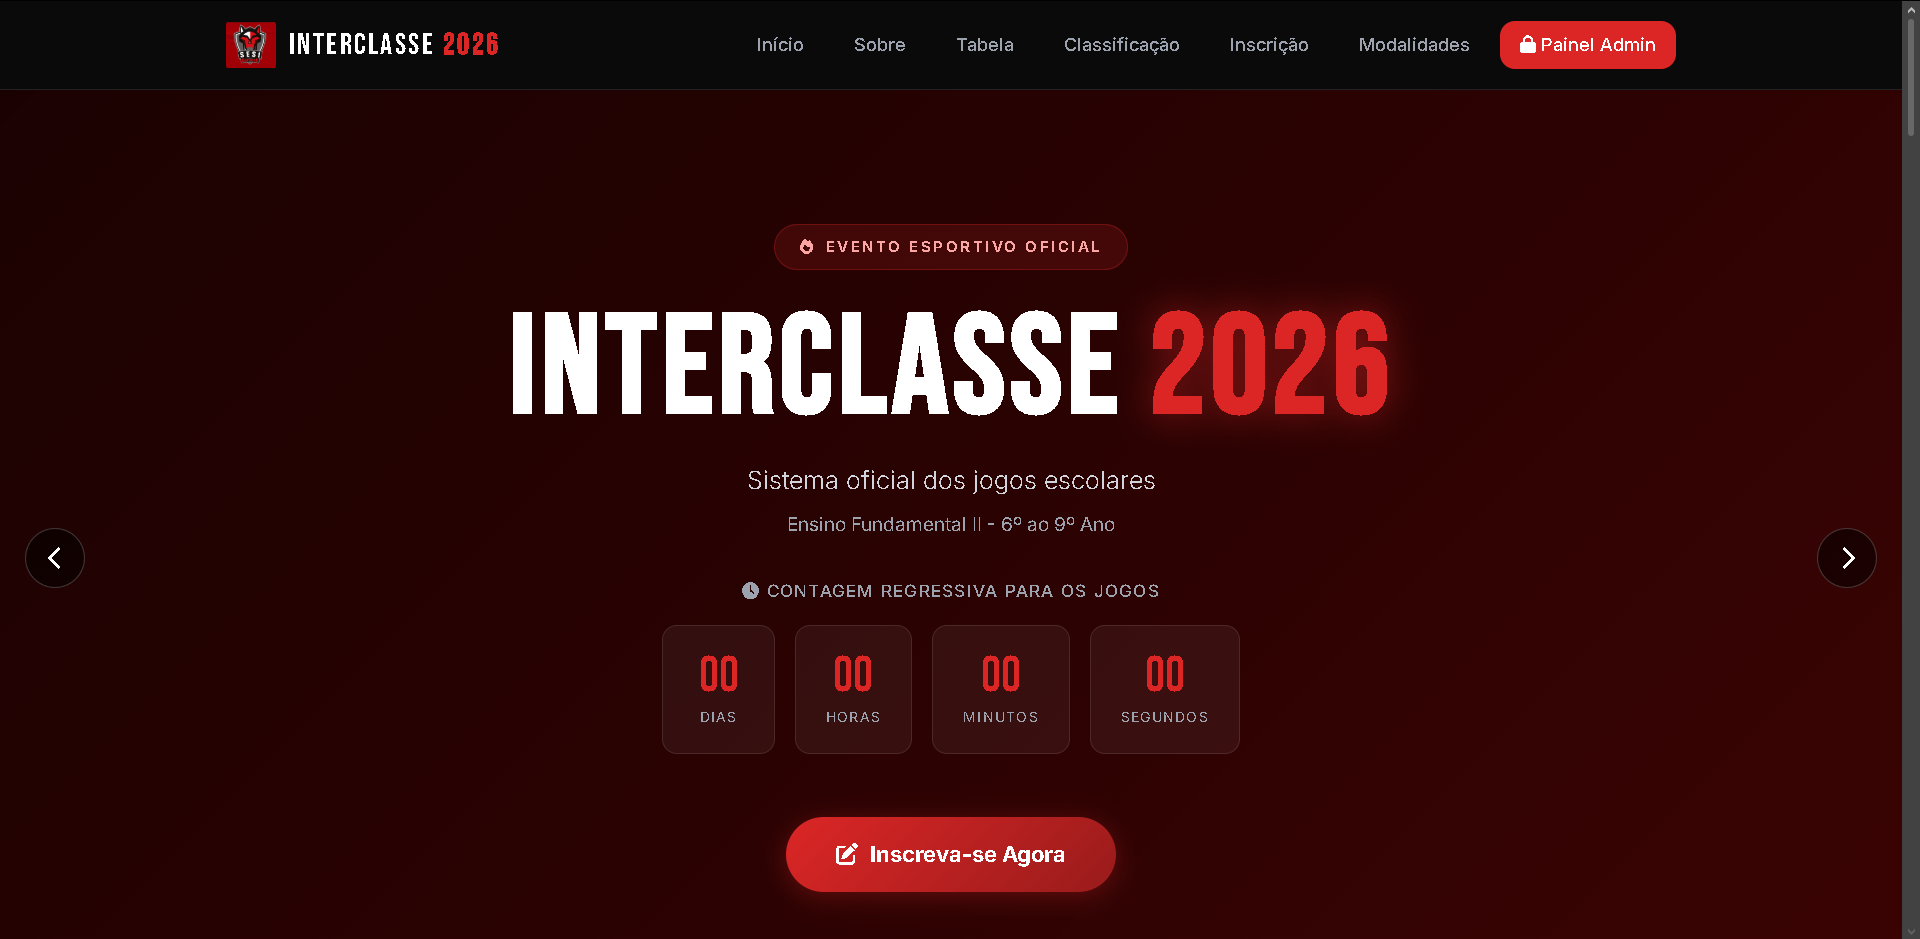 SESI
INTERCLASSE 2026
Início
Sobre
Tabela
Classificação
Inscrição
Modalidades
Painel Admin
EVENTO ESPORTIVO OFICIAL
INTERCLASSE 2026
Sistema oficial dos jogos escolares
Ensino Fundamental II - 6º ao 9º Ano
CONTAGEM REGRESSIVA PARA OS JOGOS
00
DIAS
00
HORAS
00
MINUTOS
00
SEGUNDOS
Inscreva-se Agora